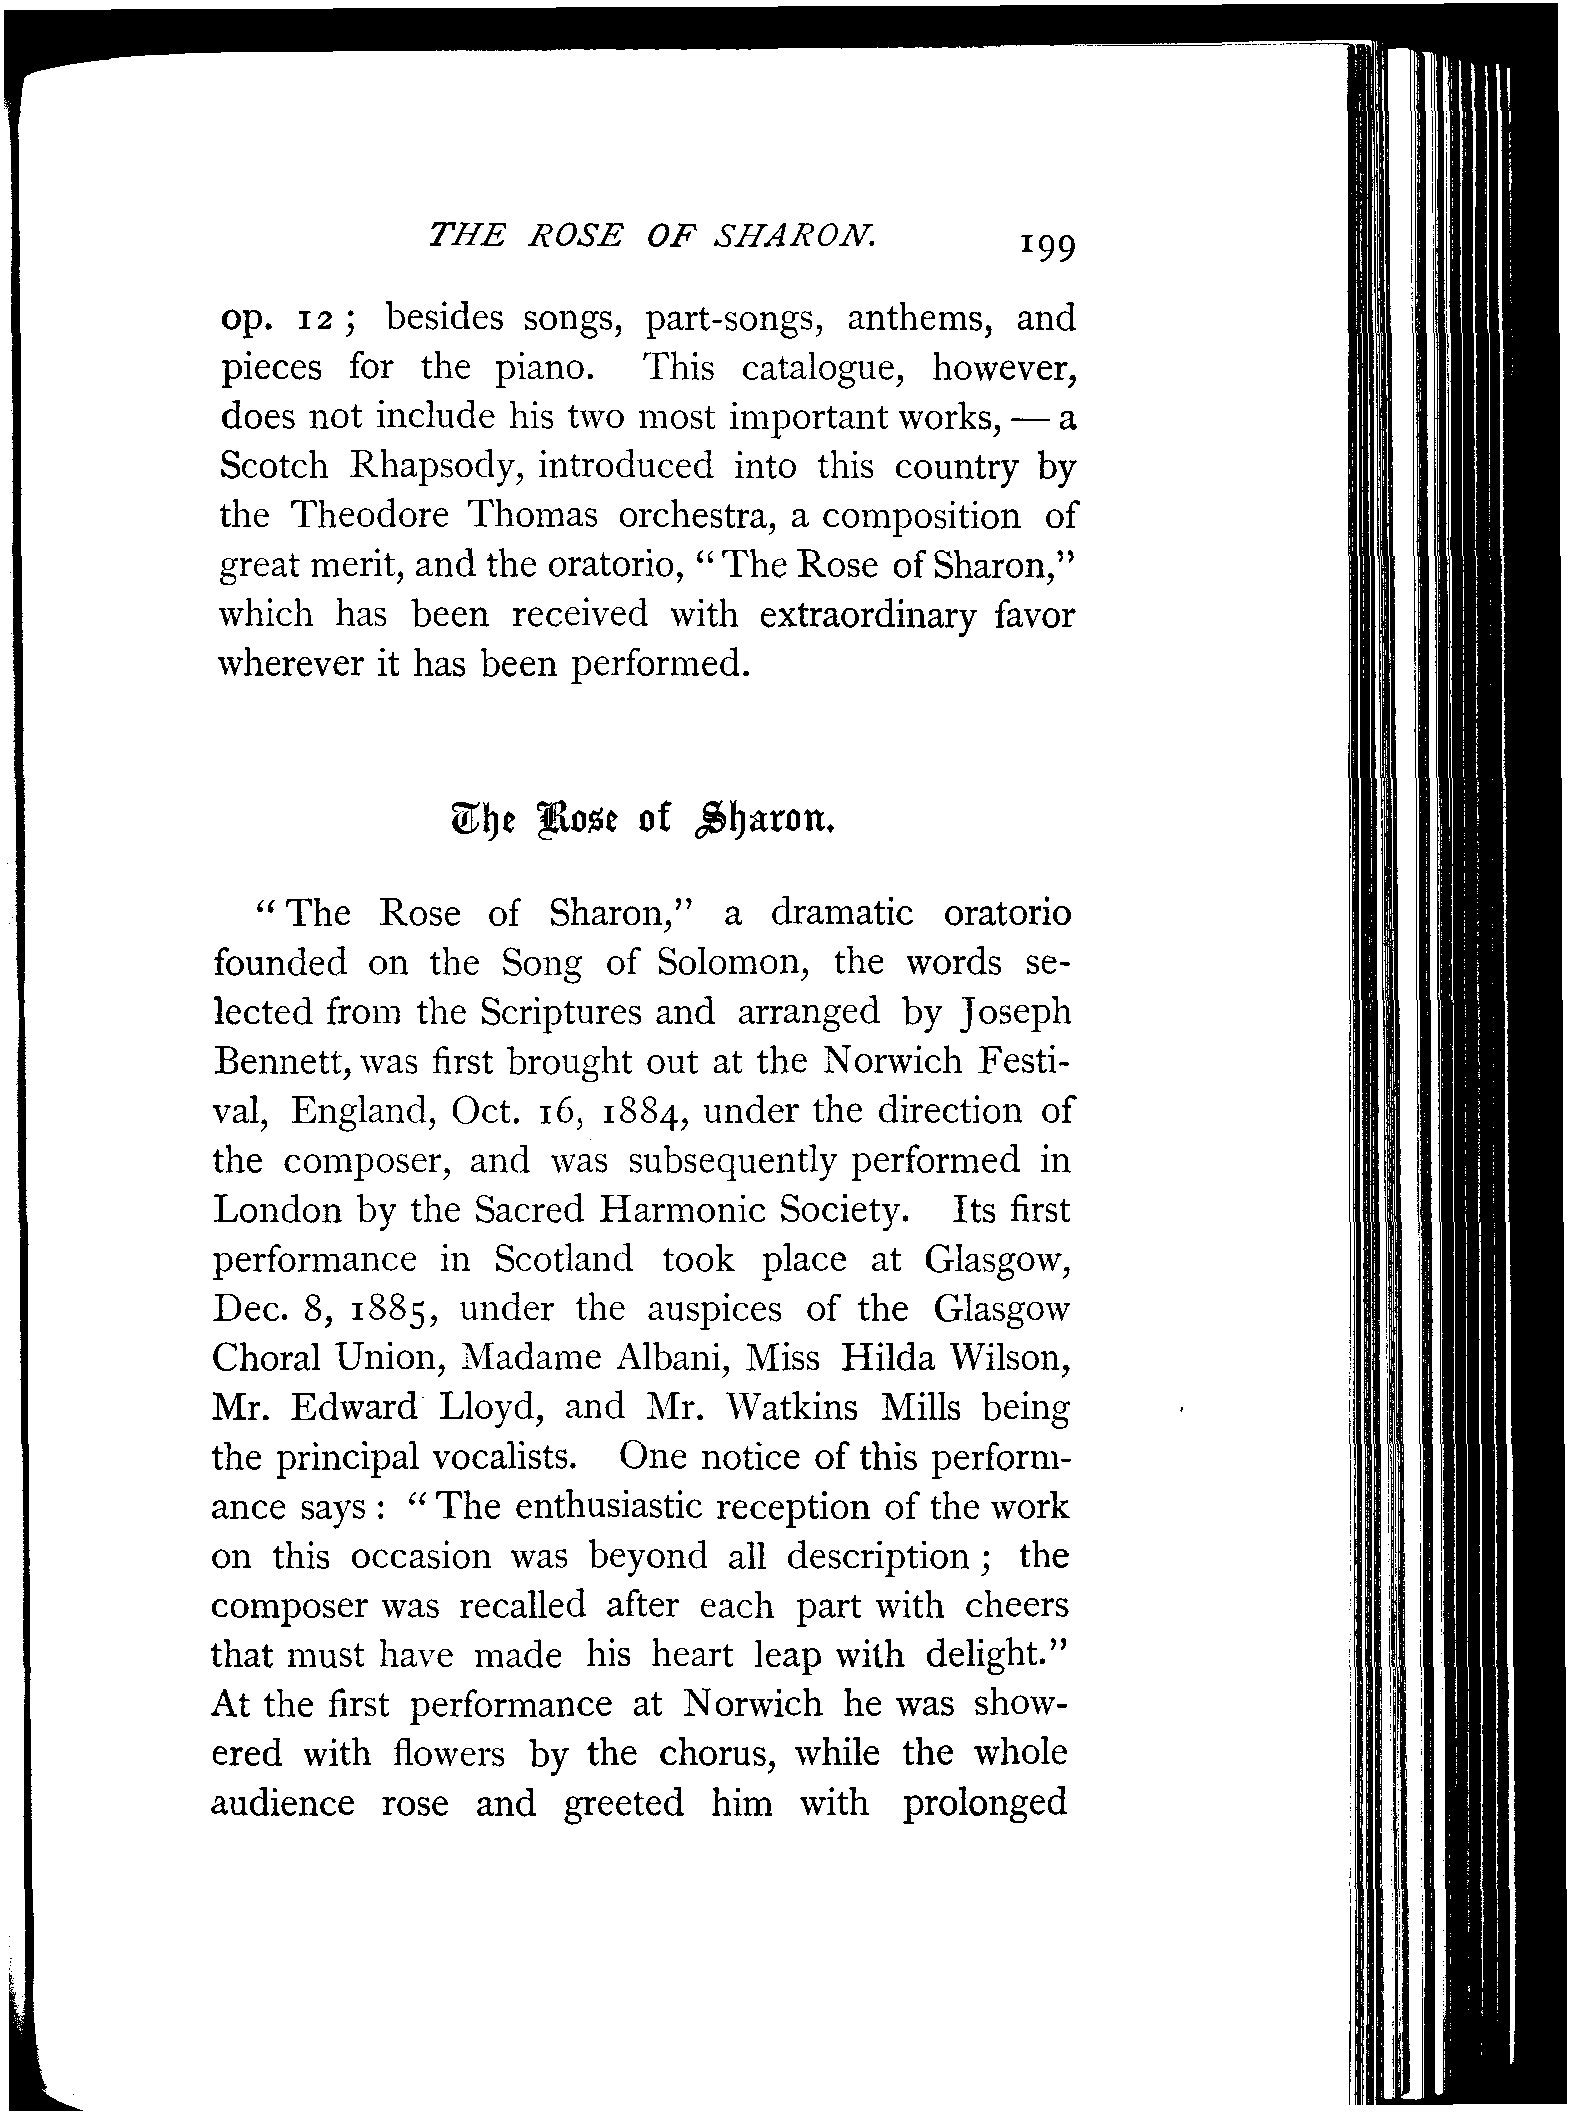 THE ROSE OF SHARON. 199
op. 12 ; besides songs, part-songs, anthems, and
pieces for the piano. This catalogue, however,
does not include his two most important works, — a
Scotch Rhapsody, introduced into this country by
the Theodore Thomas orchestra, a composition of
great merit, and the oratorio, “ The Rose of Sharon,”
which has been received with extraordinary favor
wherever it has been performed.
The Rose of Sharon.
“ The Rose of Sharon,” a dramatic oratorio
founded on the Song of Solomon, the words se-
lected from the Scriptures and arranged by Joseph
Bennett, was first brought out at the Norwich Festi-
val, England, Oct. 16, 1884, under the direction of
the composer, and was subsequently performed in
London by the Sacred Harmonic Society. Its first
performance in Scotland took place at Glasgow,
Dec. 8, 1885, under the auspices of the Glasgow
Choral Union, Madame Albani, Miss Hilda Wilson,
Mr. Edward Lloyd, and Mr. Watkins Mills being
the principal vocalists. One notice of this perform-
ance says : “ The enthusiastic reception of the work
on this occasion was beyond all description ; the
composer was recalled after each part with cheers
that must have made his heart leap with delight.”
At the first performance at Norwich he was show-
ered with flowers by the chorus, while the whole
audience rose and greeted him with prolonged